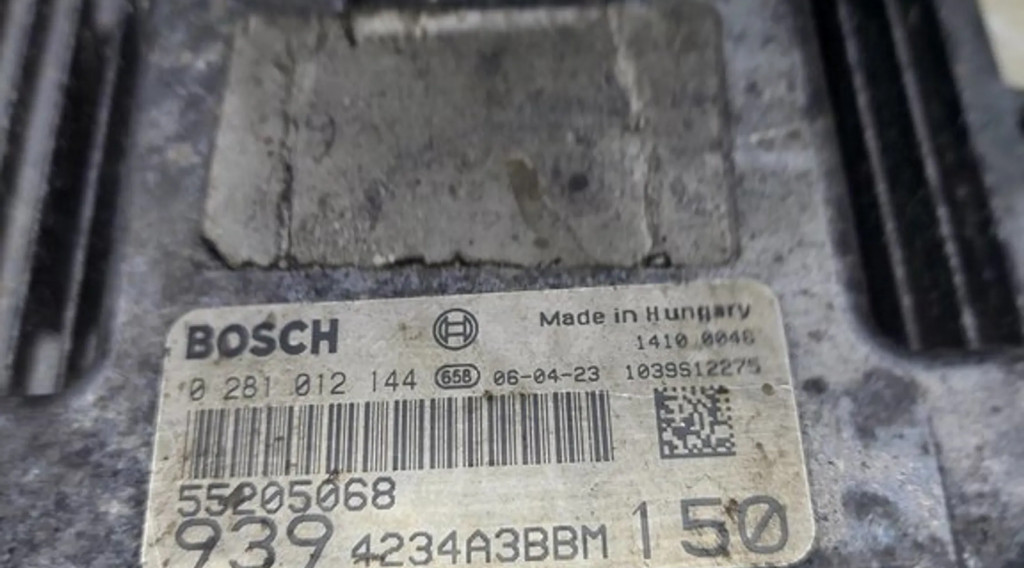 BOSCH Made in Hungary
1410 0046
0 281 012 144 658 06-04-23 1039S12275
55205068
939 4234A3BBM 150